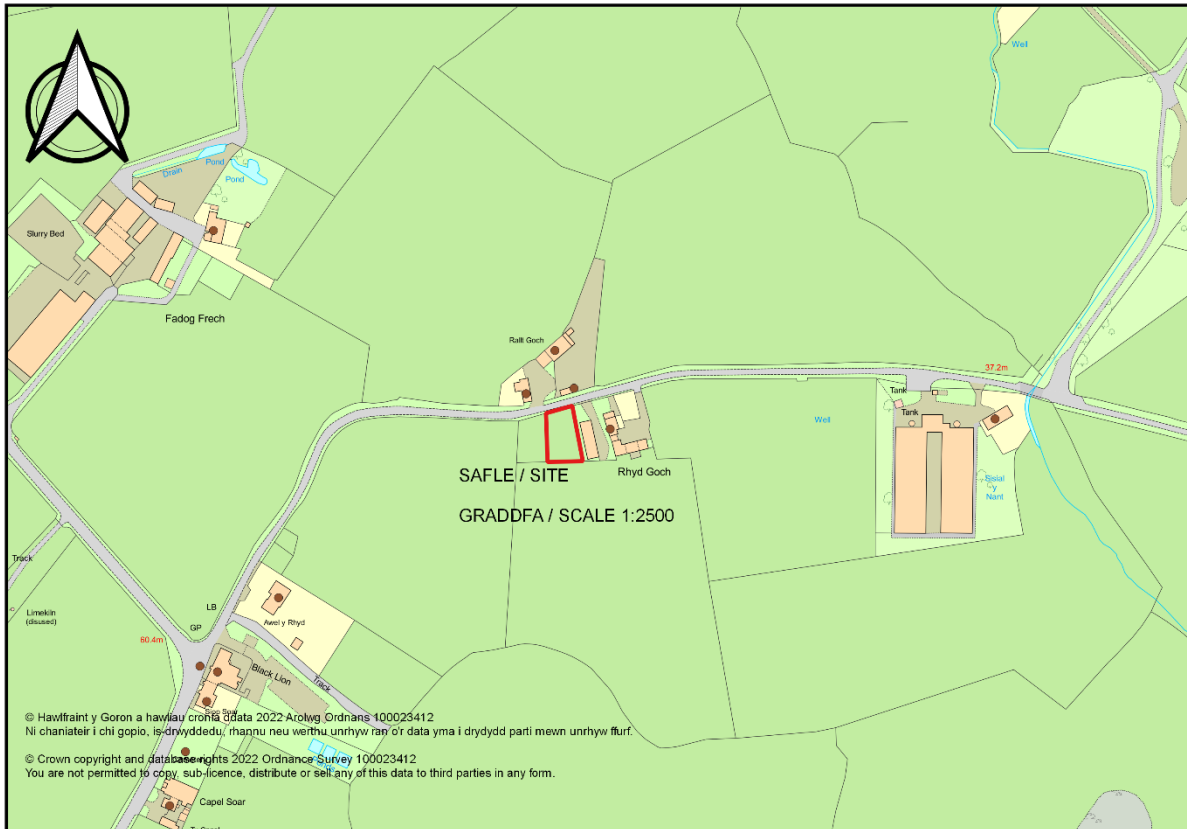 Well
Pond
Drain
Pond
Slurry Bed
Fadog Frech
Rallt Goch
37.2m
Tank
Tank
Well
SAFLE / SITE
Rhyd Goch
Sisial
y
Nant
GRADDFA / SCALE 1:2500
Track
Limekiln
(disused)
LB
GP
Awel y Rhyd
60.4m
Black Lion
Track
Siop Soar
© Hawlfraint y Goron a hawliau cronfa ddata 2022 Arolwg Ordnans 100023412
Ni chaniateir i chi gopio, is-drwyddedu, rhannu neu werthu unrhyw ran o'r data yma i drydydd parti mewn unrhyw ffurf.
© Crown copyright and database rights 2022 Ordnance Survey 100023412
You are not permitted to copy, sub-licence, distribute or sell any of this data to third parties in any form.
Capel Soar